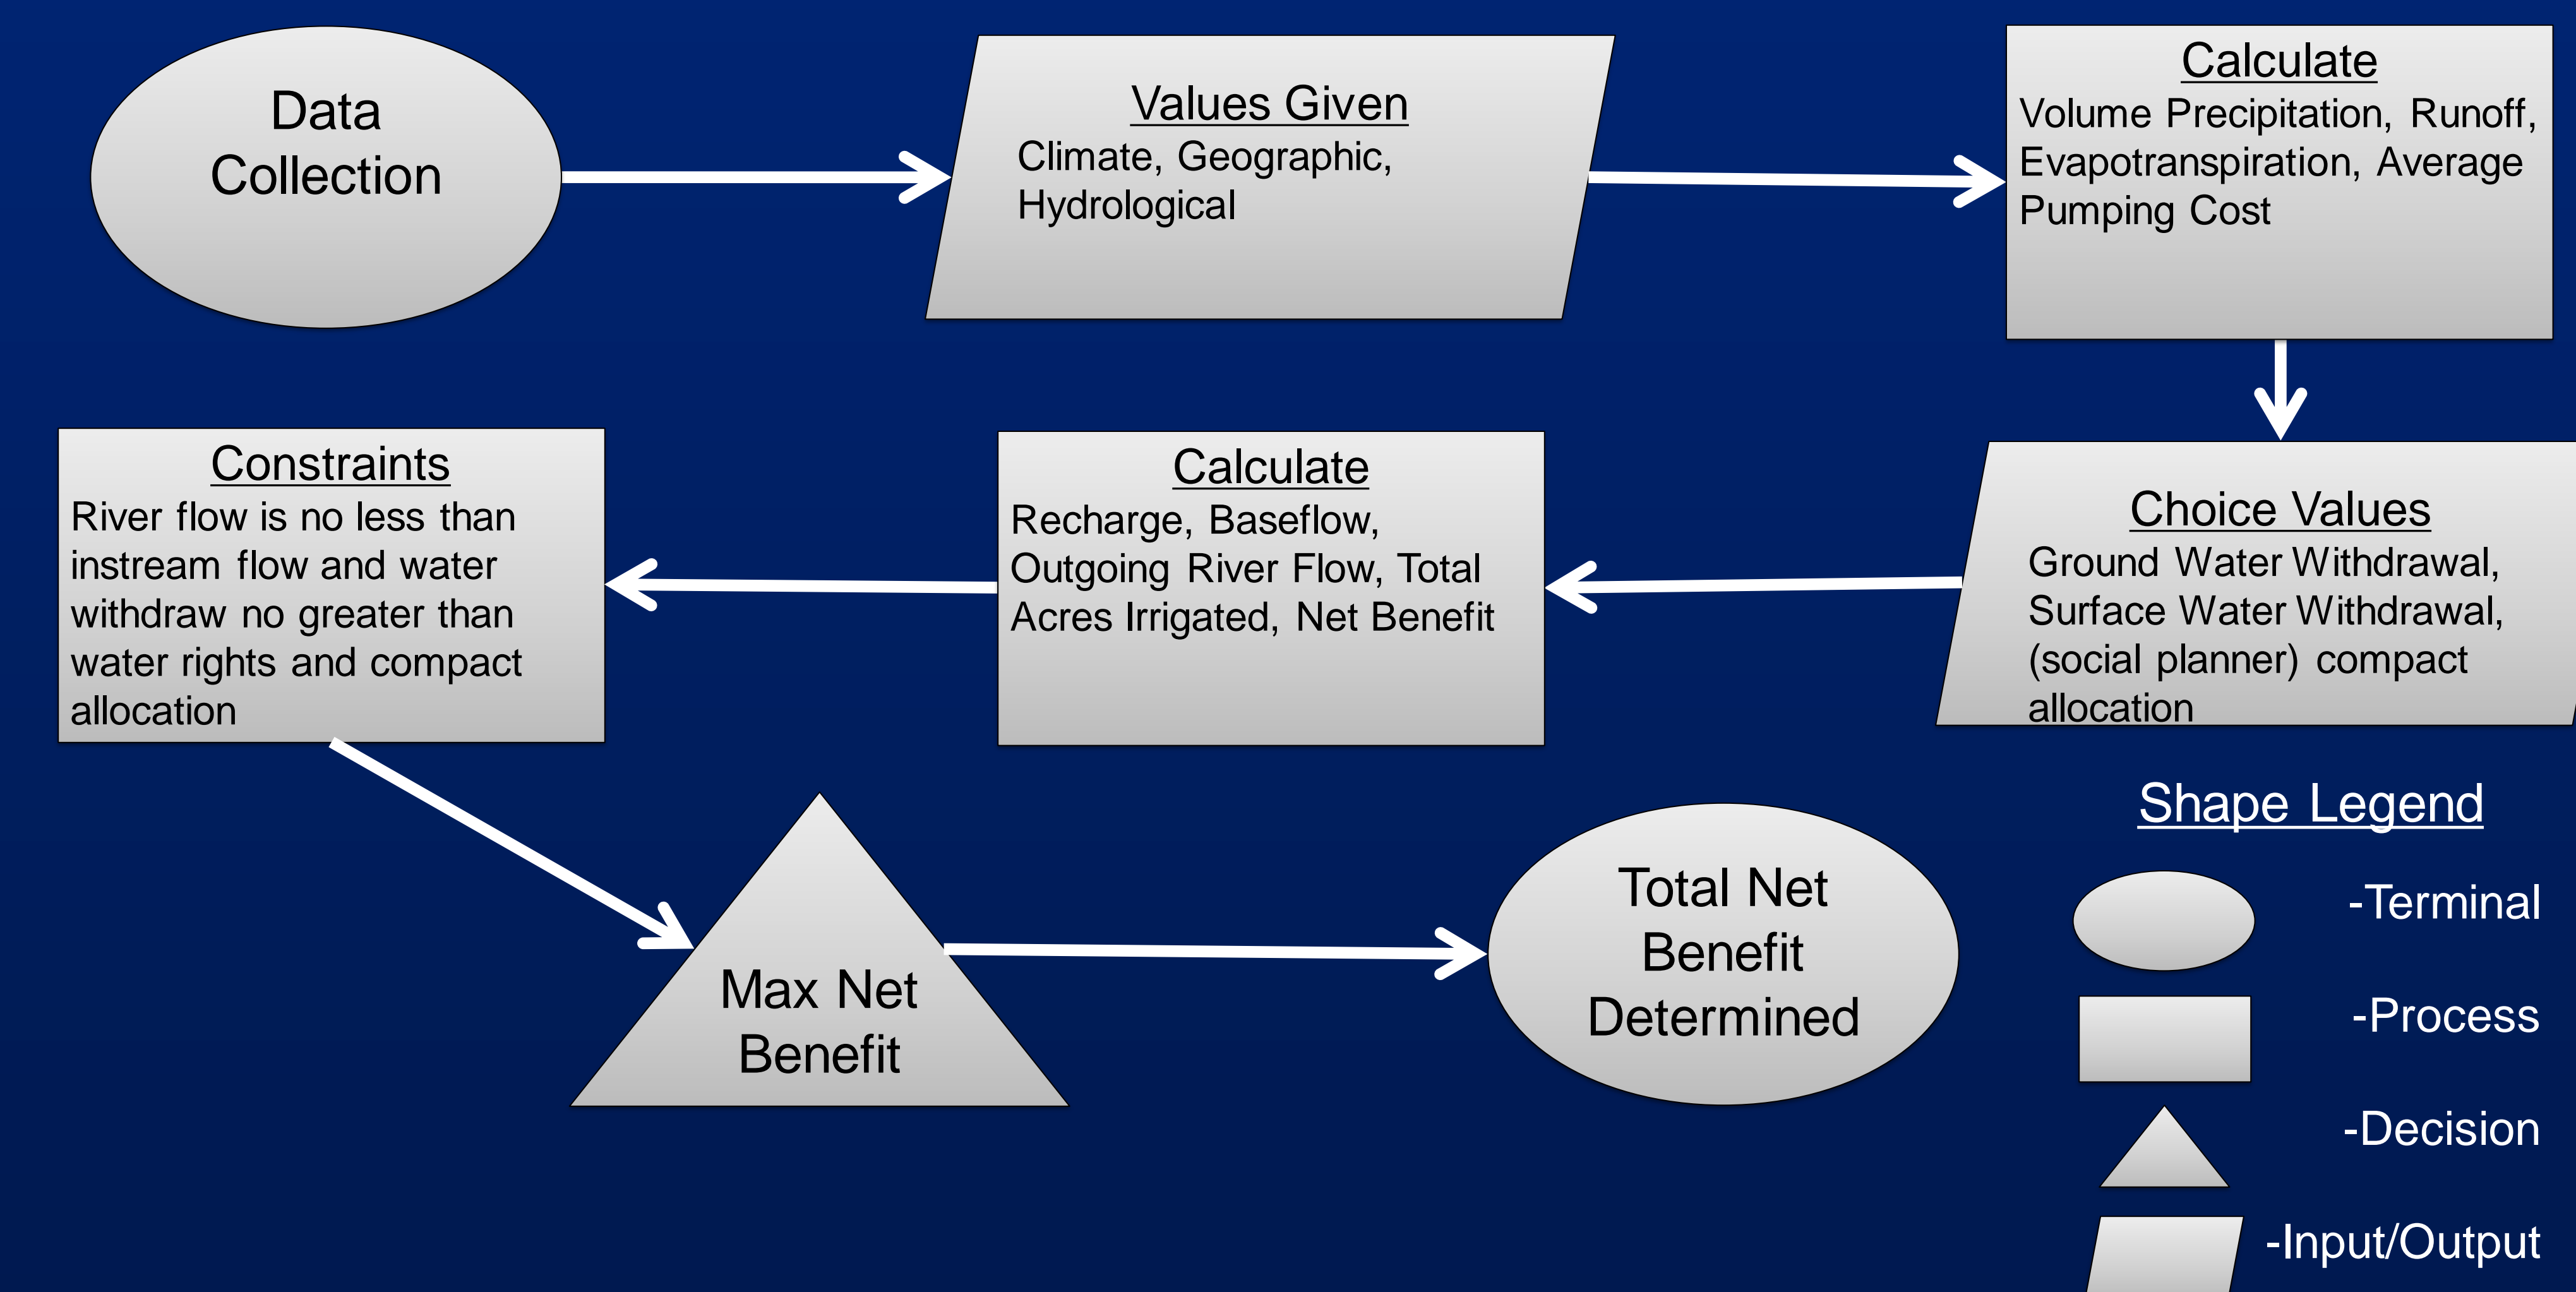 Data
Collection
Values Given
Climate, Geographic,
Hydrological
Calculate
Volume Precipitation, Runoff,
Evapotranspiration, Average
Pumping Cost
Constraints
River flow is no less than
instream flow and water
withdraw no greater than
water rights and compact
allocation
Calculate
Recharge, Baseflow,
Outgoing River Flow, Total
Acres Irrigated, Net Benefit
Choice Values
Ground Water Withdrawal,
Surface Water Withdrawal,
(social planner) compact
allocation
Max Net
Benefit
Total Net
Benefit
Determined
Shape Legend
-Terminal
-Process
-Decision
-Input/Output